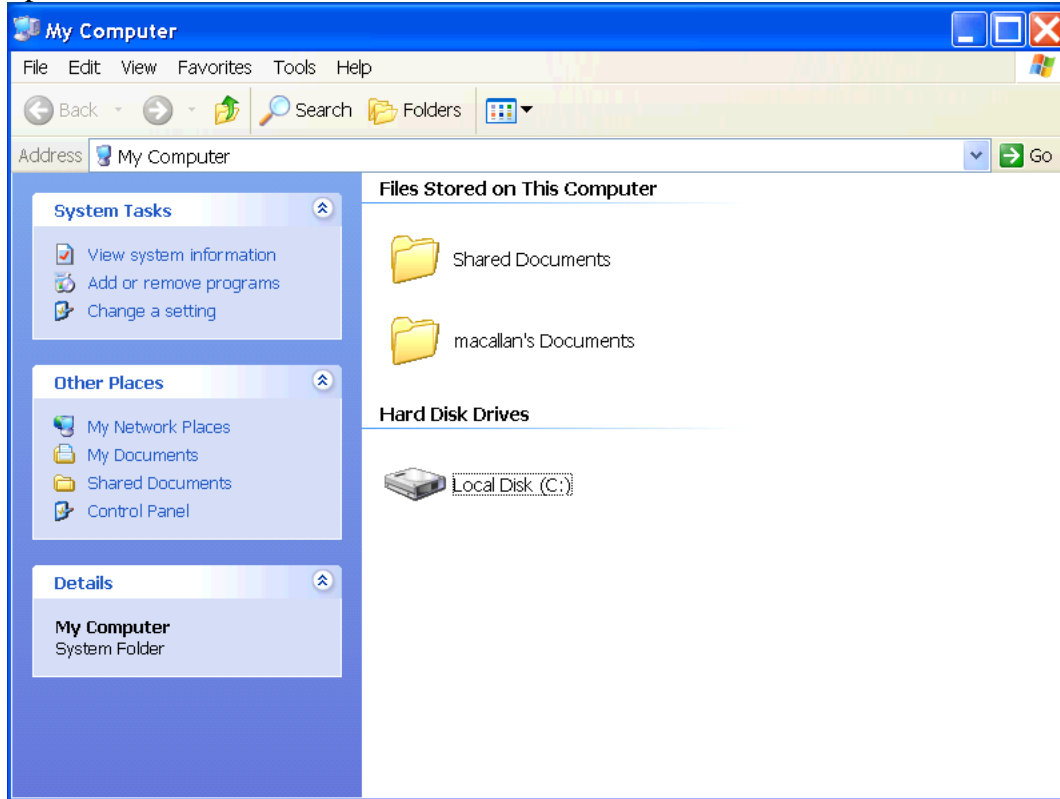 My Computer
File Edit View Favorites Tools Help
Back Search Folders
Address My Computer Go
System Tasks
View system information
Add or remove programs
Change a setting
Other Places
My Network Places
My Documents
Shared Documents
Control Panel
Details
My Computer
System Folder
Files Stored on This Computer
Shared Documents
macallan's Documents
Hard Disk Drives
Local Disk (C:)